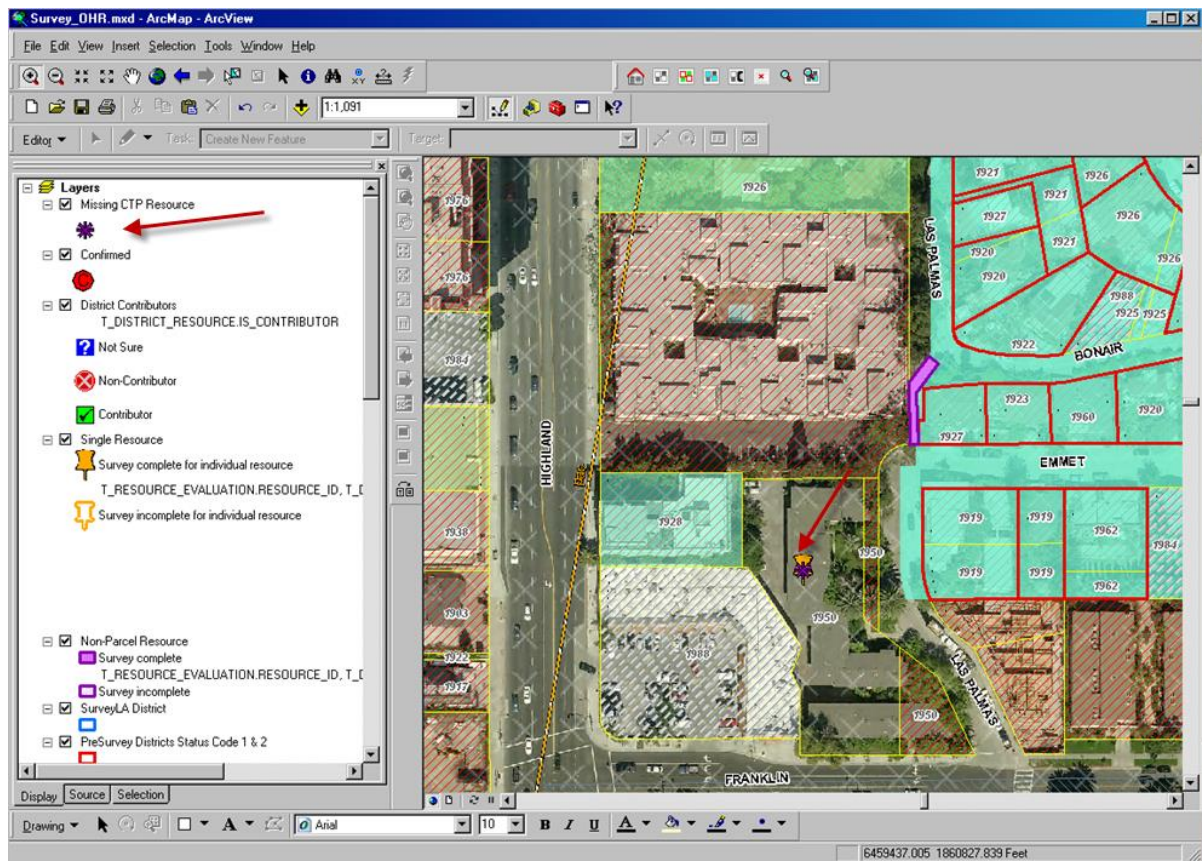 Survey_OHR.mxd - ArcMap - ArcView
File Edit View Insert Selection Tools Window Help
1:1,091
Editor Task: Create New Feature Target:
Layers
Missing CTP Resource
Confirmed
C
District Contributors
T_DISTRICT_RESOURCE.IS_CONTRIBUTOR
? Not Sure
Non-Contributor
Contributor
Single Resource
Survey complete for individual resource
T_RESOURCE_EVALUATION.RESOURCE_ID, T_D
Survey incomplete for individual resource
Non-Parcel Resource
Survey complete
T_RESOURCE_EVALUATION.RESOURCE_ID, T_D
Survey incomplete
SurveyLA District
PreSurvey Districts Status Code 1 & 2
Display Source Selection
1976
1976
1984
1938
1903
1922
1917
HIGHLAND
1926
1928
1988
1950
1950
1950
FRANKLIN
LAS PALMAS
LAS PALMAS
1921
1921
1926
1927
1926
1920
1921
1920
1926
1988
1925 1925
1922
BONAIR
1923
1960
1920
1927
EMMET
1919
1919
1962
1984
1919
1919
1962
Drawing A Arial 10 B I U A
6459437.005 1860827.839 Feet